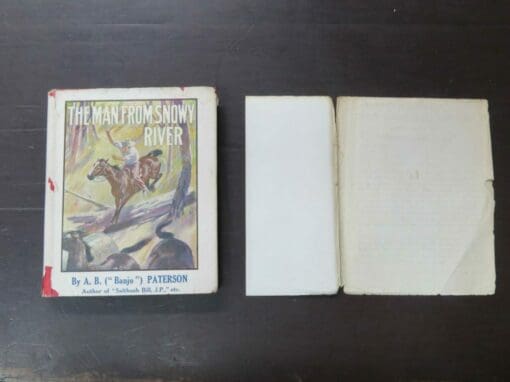 THE MAN FROM SNOWY
RIVER
By A. B. ("Banjo") PATERSON
Author of "Saltbush Bill, J.P.," etc.